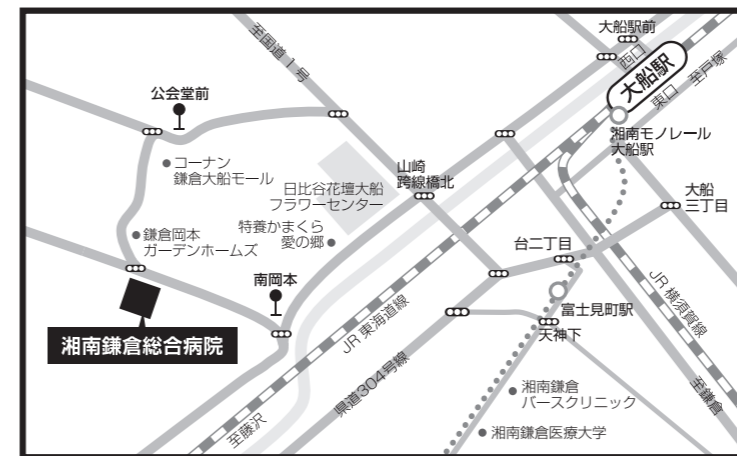 大船駅前
至国道1号
西口
大船駅
東口
至戸塚
公会堂前
湘南モノレール
大船駅
コーナン
鎌倉大船モール
山崎
跨線橋北
日比谷花壇大船
フラワーセンター
大船
三丁目
鎌倉岡本
ガーデンホームズ
特養かまくら
愛の郷
台二丁目
南岡本
富士見町駅
JR東海道線
JR横須賀線
湘南鎌倉総合病院
天神下
県道304号線
至鎌倉
湘南鎌倉
バースクリニック
至藤沢
湘南鎌倉医療大学